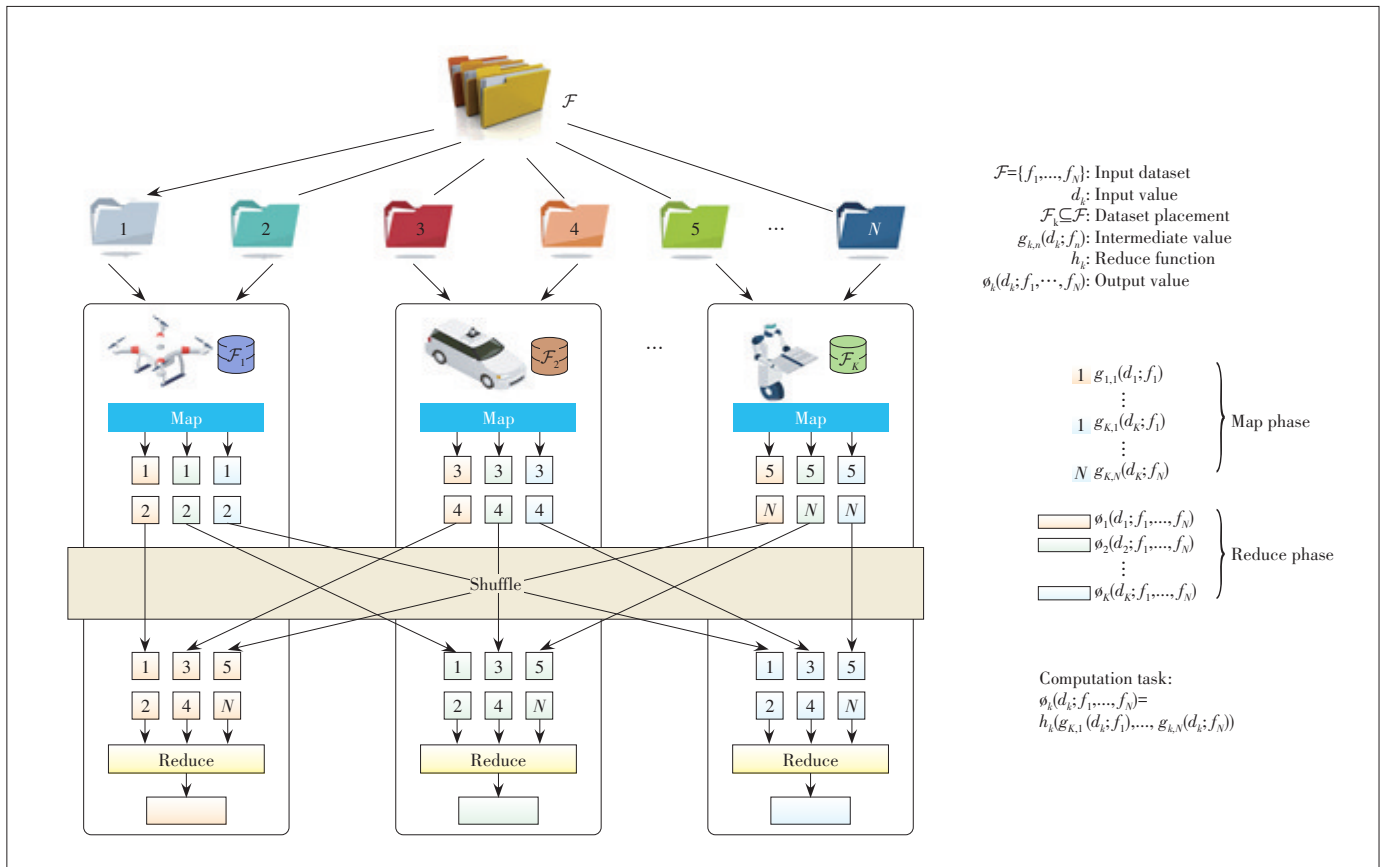 ℱ
1 2 3 4 5 ... N
ℱ={f₁,...,f_N}: Input dataset
d_k: Input value
ℱ_k⊆ℱ: Dataset placement
g_{k,n}(d_k; f_n): Intermediate value
h_k: Reduce function
ø_k(d_k; f₁,⋯,f_N): Output value
ℱ₁ ℱ₂ ... ℱ_K
Map Map Map
1 1 1 3 3 3 5 5 5
2 2 2 4 4 4 N N N
Shuffle
1 3 5 1 3 5 1 3 5
2 4 N 2 4 N 2 4 N
Reduce Reduce Reduce
1 g_{1,1}(d₁; f₁)
⋮
1 g_{K,1}(d_K; f₁)
⋮
N g_{K,N}(d_K; f_N)
Map phase
ø₁(d₁; f₁,..., f_N)
ø₂(d₂; f₁,..., f_N)
⋮
ø_K(d_K; f₁,..., f_N)
Reduce phase
Computation task:
ø_k(d_k; f₁,..., f_N)=
h_k(g_{K,1}(d_k; f₁),..., g_{k,N}(d_k; f_N))